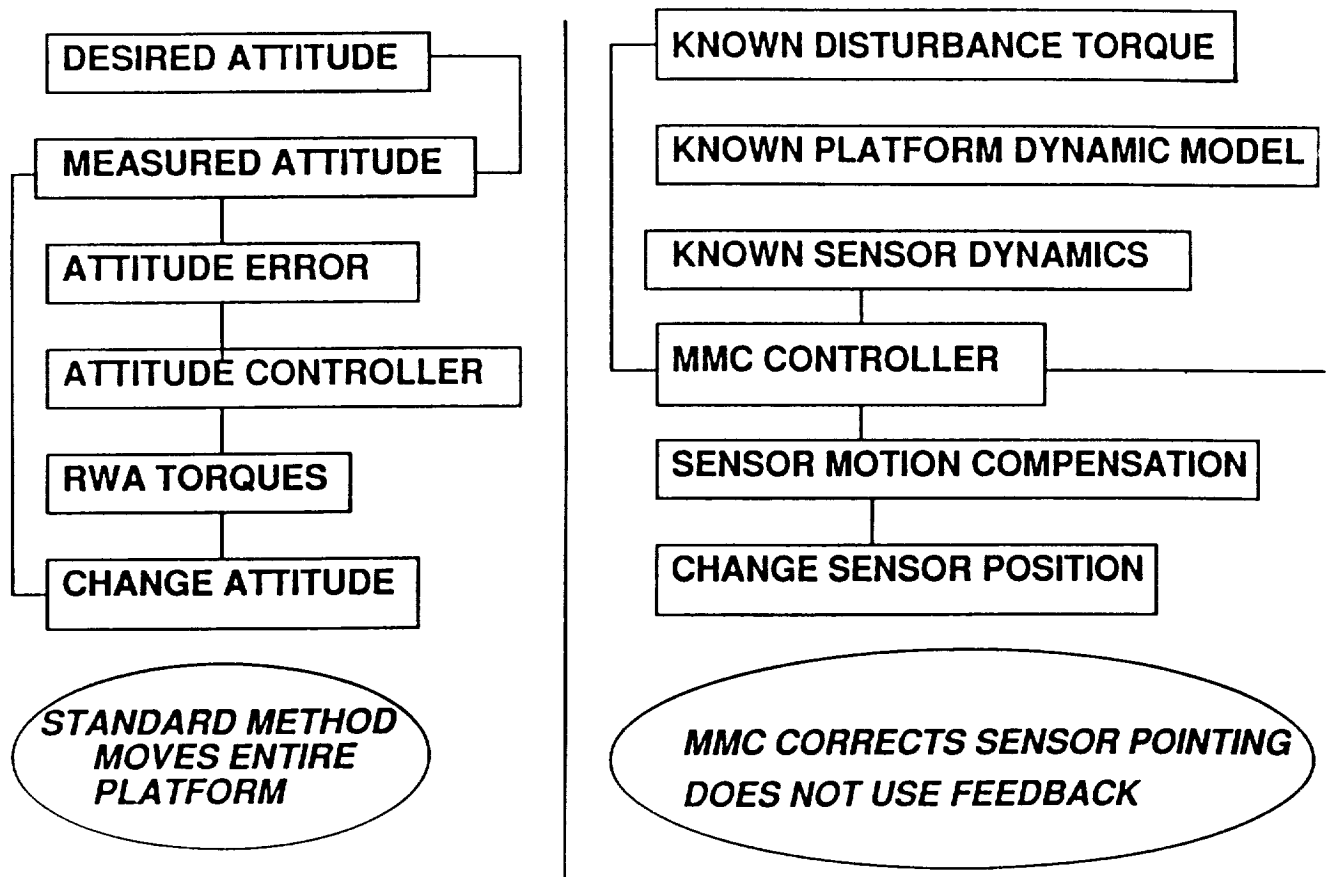 DESIRED ATTITUDE
MEASURED ATTITUDE
ATTITUDE ERROR
ATTITUDE CONTROLLER
RWA TORQUES
CHANGE ATTITUDE
STANDARD METHOD
MOVES ENTIRE
PLATFORM
KNOWN DISTURBANCE TORQUE
KNOWN PLATFORM DYNAMIC MODEL
KNOWN SENSOR DYNAMICS
MMC CONTROLLER
SENSOR MOTION COMPENSATION
CHANGE SENSOR POSITION
MMC CORRECTS SENSOR POINTING
DOES NOT USE FEEDBACK